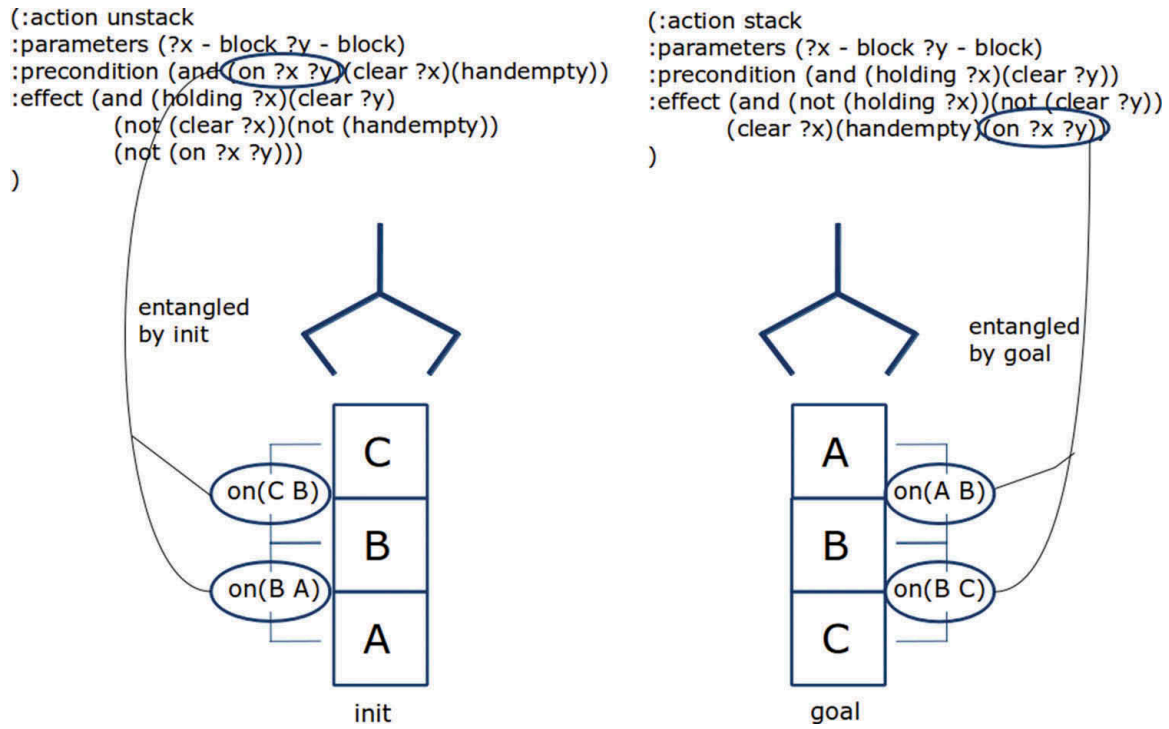 (:action unstack
:parameters (?x - block ?y - block)
:precondition (and (on ?x ?y)(clear ?x)(handempty))
:effect (and (holding ?x)(clear ?y)
(not (clear ?x))(not (handempty))
(not (on ?x ?y)))
)
(:action stack
:parameters (?x - block ?y - block)
:precondition (and (holding ?x)(clear ?y))
:effect (and (not (holding ?x))(not (clear ?y))
(clear ?x)(handempty)(on ?x ?y))
)
entangled
by init
C
on(C B)
B
on(B A)
A
init
entangled
by goal
A
on(A B)
B
on(B C)
C
goal